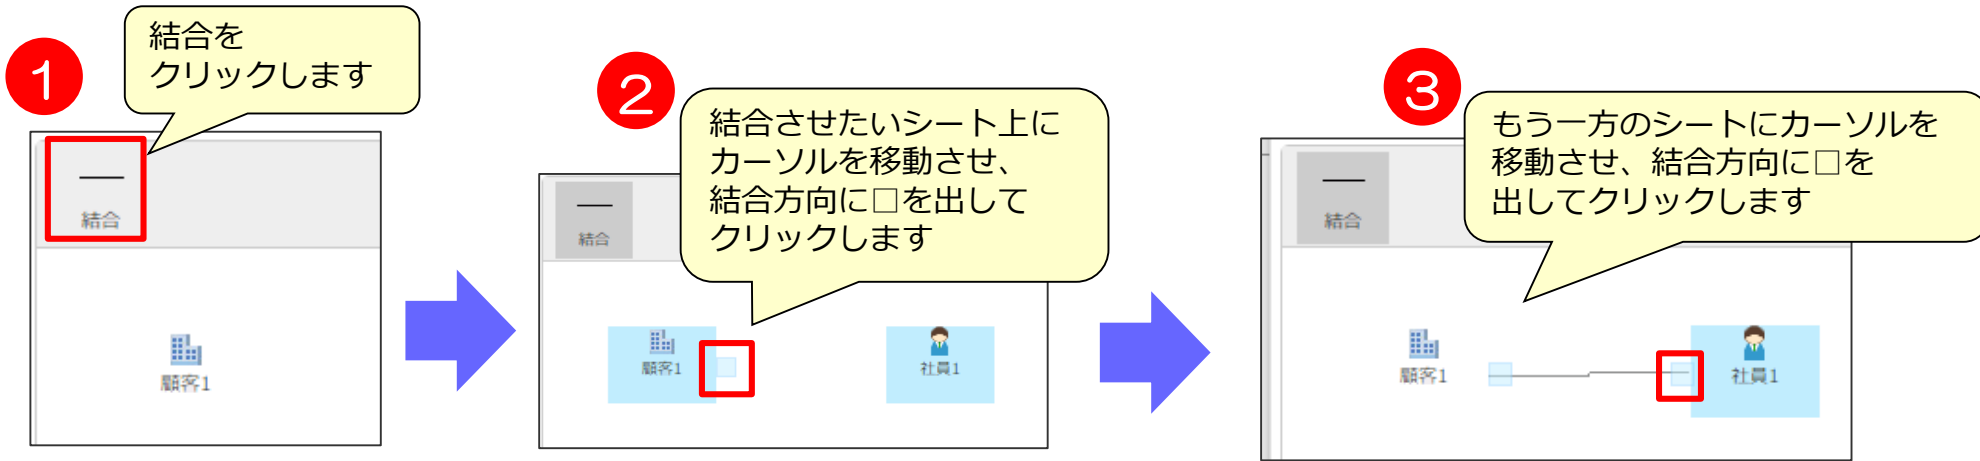 1
結合を
クリックします
結合
顧客1
2
結合させたいシート上に
カーソルを移動させ、
結合方向に□を出して
クリックします
結合
顧客1
社員1
3
もう一方のシートにカーソルを
移動させ、結合方向に□を
出してクリックします
結合
顧客1
社員1